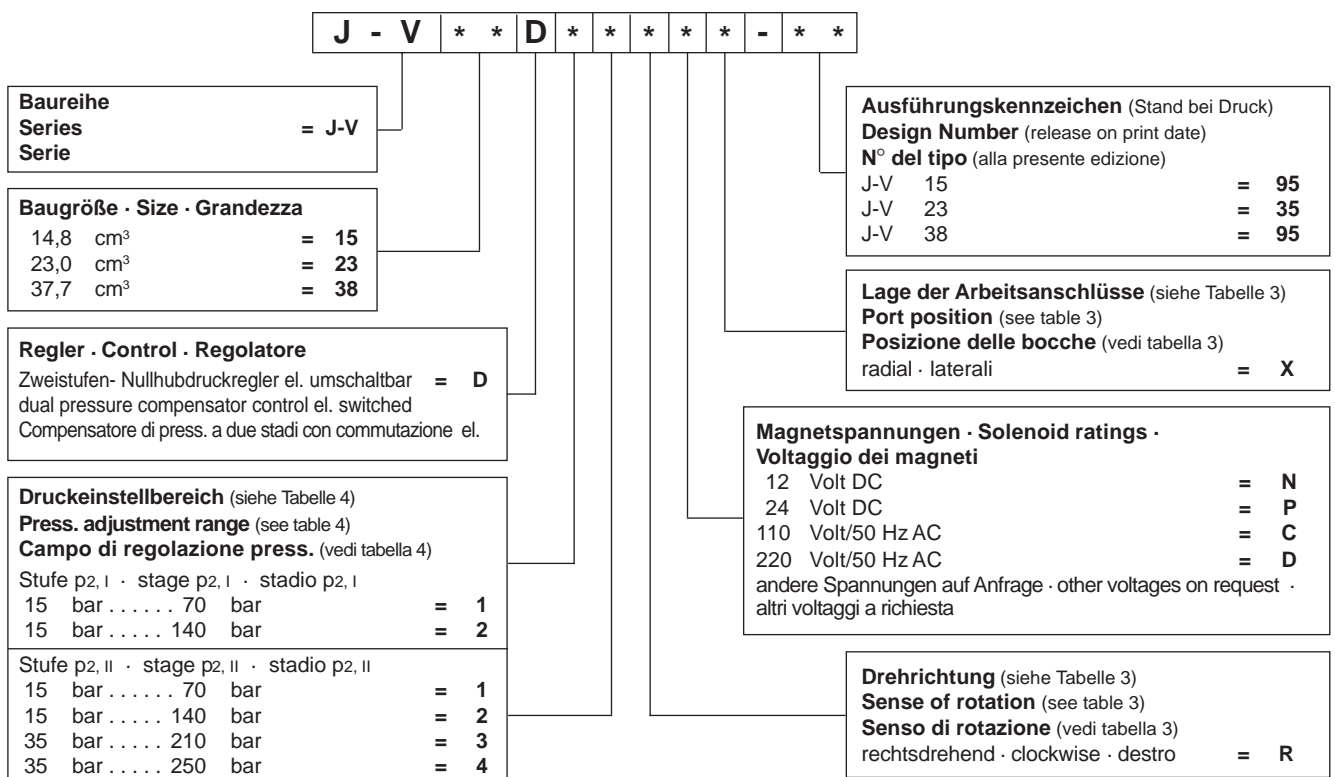 J - V * * D * * * * * - * *
Baureihe
Series = J-V
Serie
Baugröße · Size · Grandezza
14,8 cm³ = 15
23,0 cm³ = 23
37,7 cm³ = 38
Regler · Control · Regolatore
Zweistufen- Nullhubdruckregler el. umschaltbar = D
dual pressure compensator control el. switched
Compensatore di press. a due stadi con commutazione el.
Druckeinstellbereich (siehe Tabelle 4)
Press. adjustment range (see table 4)
Campo di regolazione press. (vedi tabella 4)
Stufe p2, I · stage p2, I · stadio p2, I
15 bar . . . . . . 70 bar = 1
15 bar . . . . . 140 bar = 2
Stufe p2, II · stage p2, II · stadio p2, II
15 bar . . . . . . 70 bar = 1
15 bar . . . . . 140 bar = 2
35 bar . . . . . 210 bar = 3
35 bar . . . . . 250 bar = 4
Ausführungskennzeichen (Stand bei Druck)
Design Number (release on print date)
N° del tipo (alla presente edizione)
J-V 15 = 95
J-V 23 = 35
J-V 38 = 95
Lage der Arbeitsanschlüsse (siehe Tabelle 3)
Port position (see table 3)
Posizione delle bocche (vedi tabella 3)
radial · laterali = X
Magnetspannungen · Solenoid ratings ·
Voltaggio dei magneti
12 Volt DC = N
24 Volt DC = P
110 Volt/50 Hz AC = C
220 Volt/50 Hz AC = D
andere Spannungen auf Anfrage · other voltages on request ·
altri voltaggi a richiesta
Drehrichtung (siehe Tabelle 3)
Sense of rotation (see table 3)
Senso di rotazione (vedi tabella 3)
rechtsdrehend · clockwise · destro = R